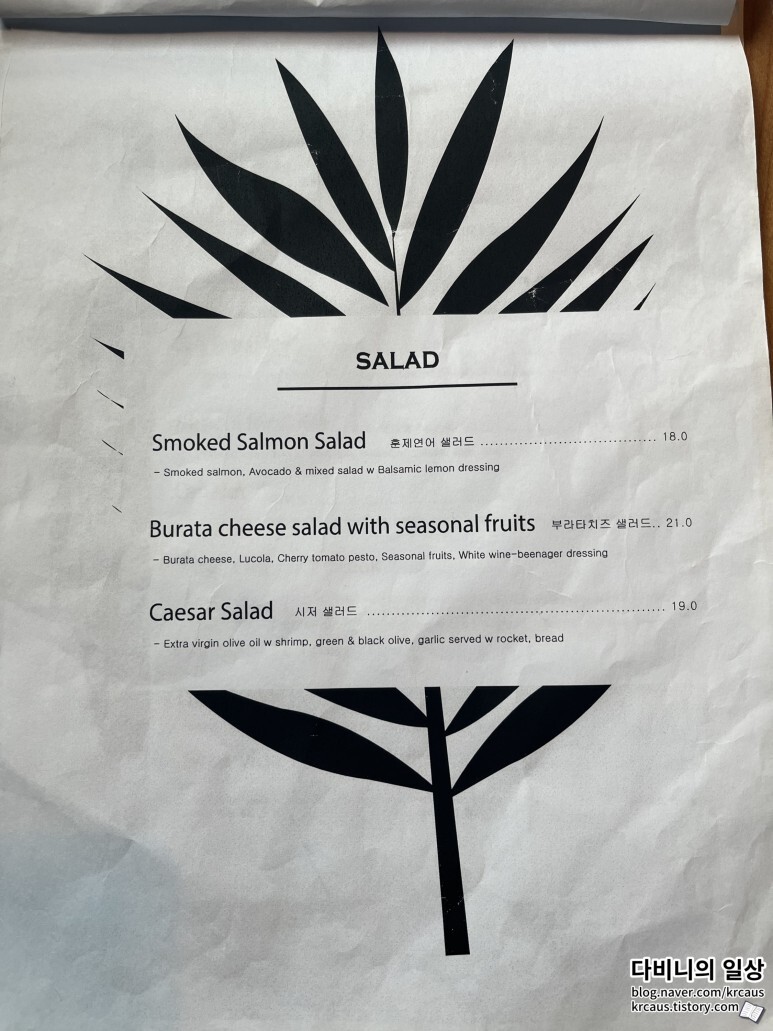 SALAD
Smoked Salmon Salad 훈제연어 샐러드 .................................... 18.0
- Smoked salmon, Avocado & mixed salad w Balsamic lemon dressing
Burata cheese salad with seasonal fruits 부라타치즈 샐러드.. 21.0
- Burata cheese, Lucola, Cherry tomato pesto, Seasonal fruits, White wine-beenager dressing
Caesar Salad 시저 샐러드 ............................................................. 19.0
- Extra virgin olive oil w shrimp, green & black olive, garlic served w rocket, bread
다비니의 일상
blog.naver.com/krcaus
krcaus.tistory.com